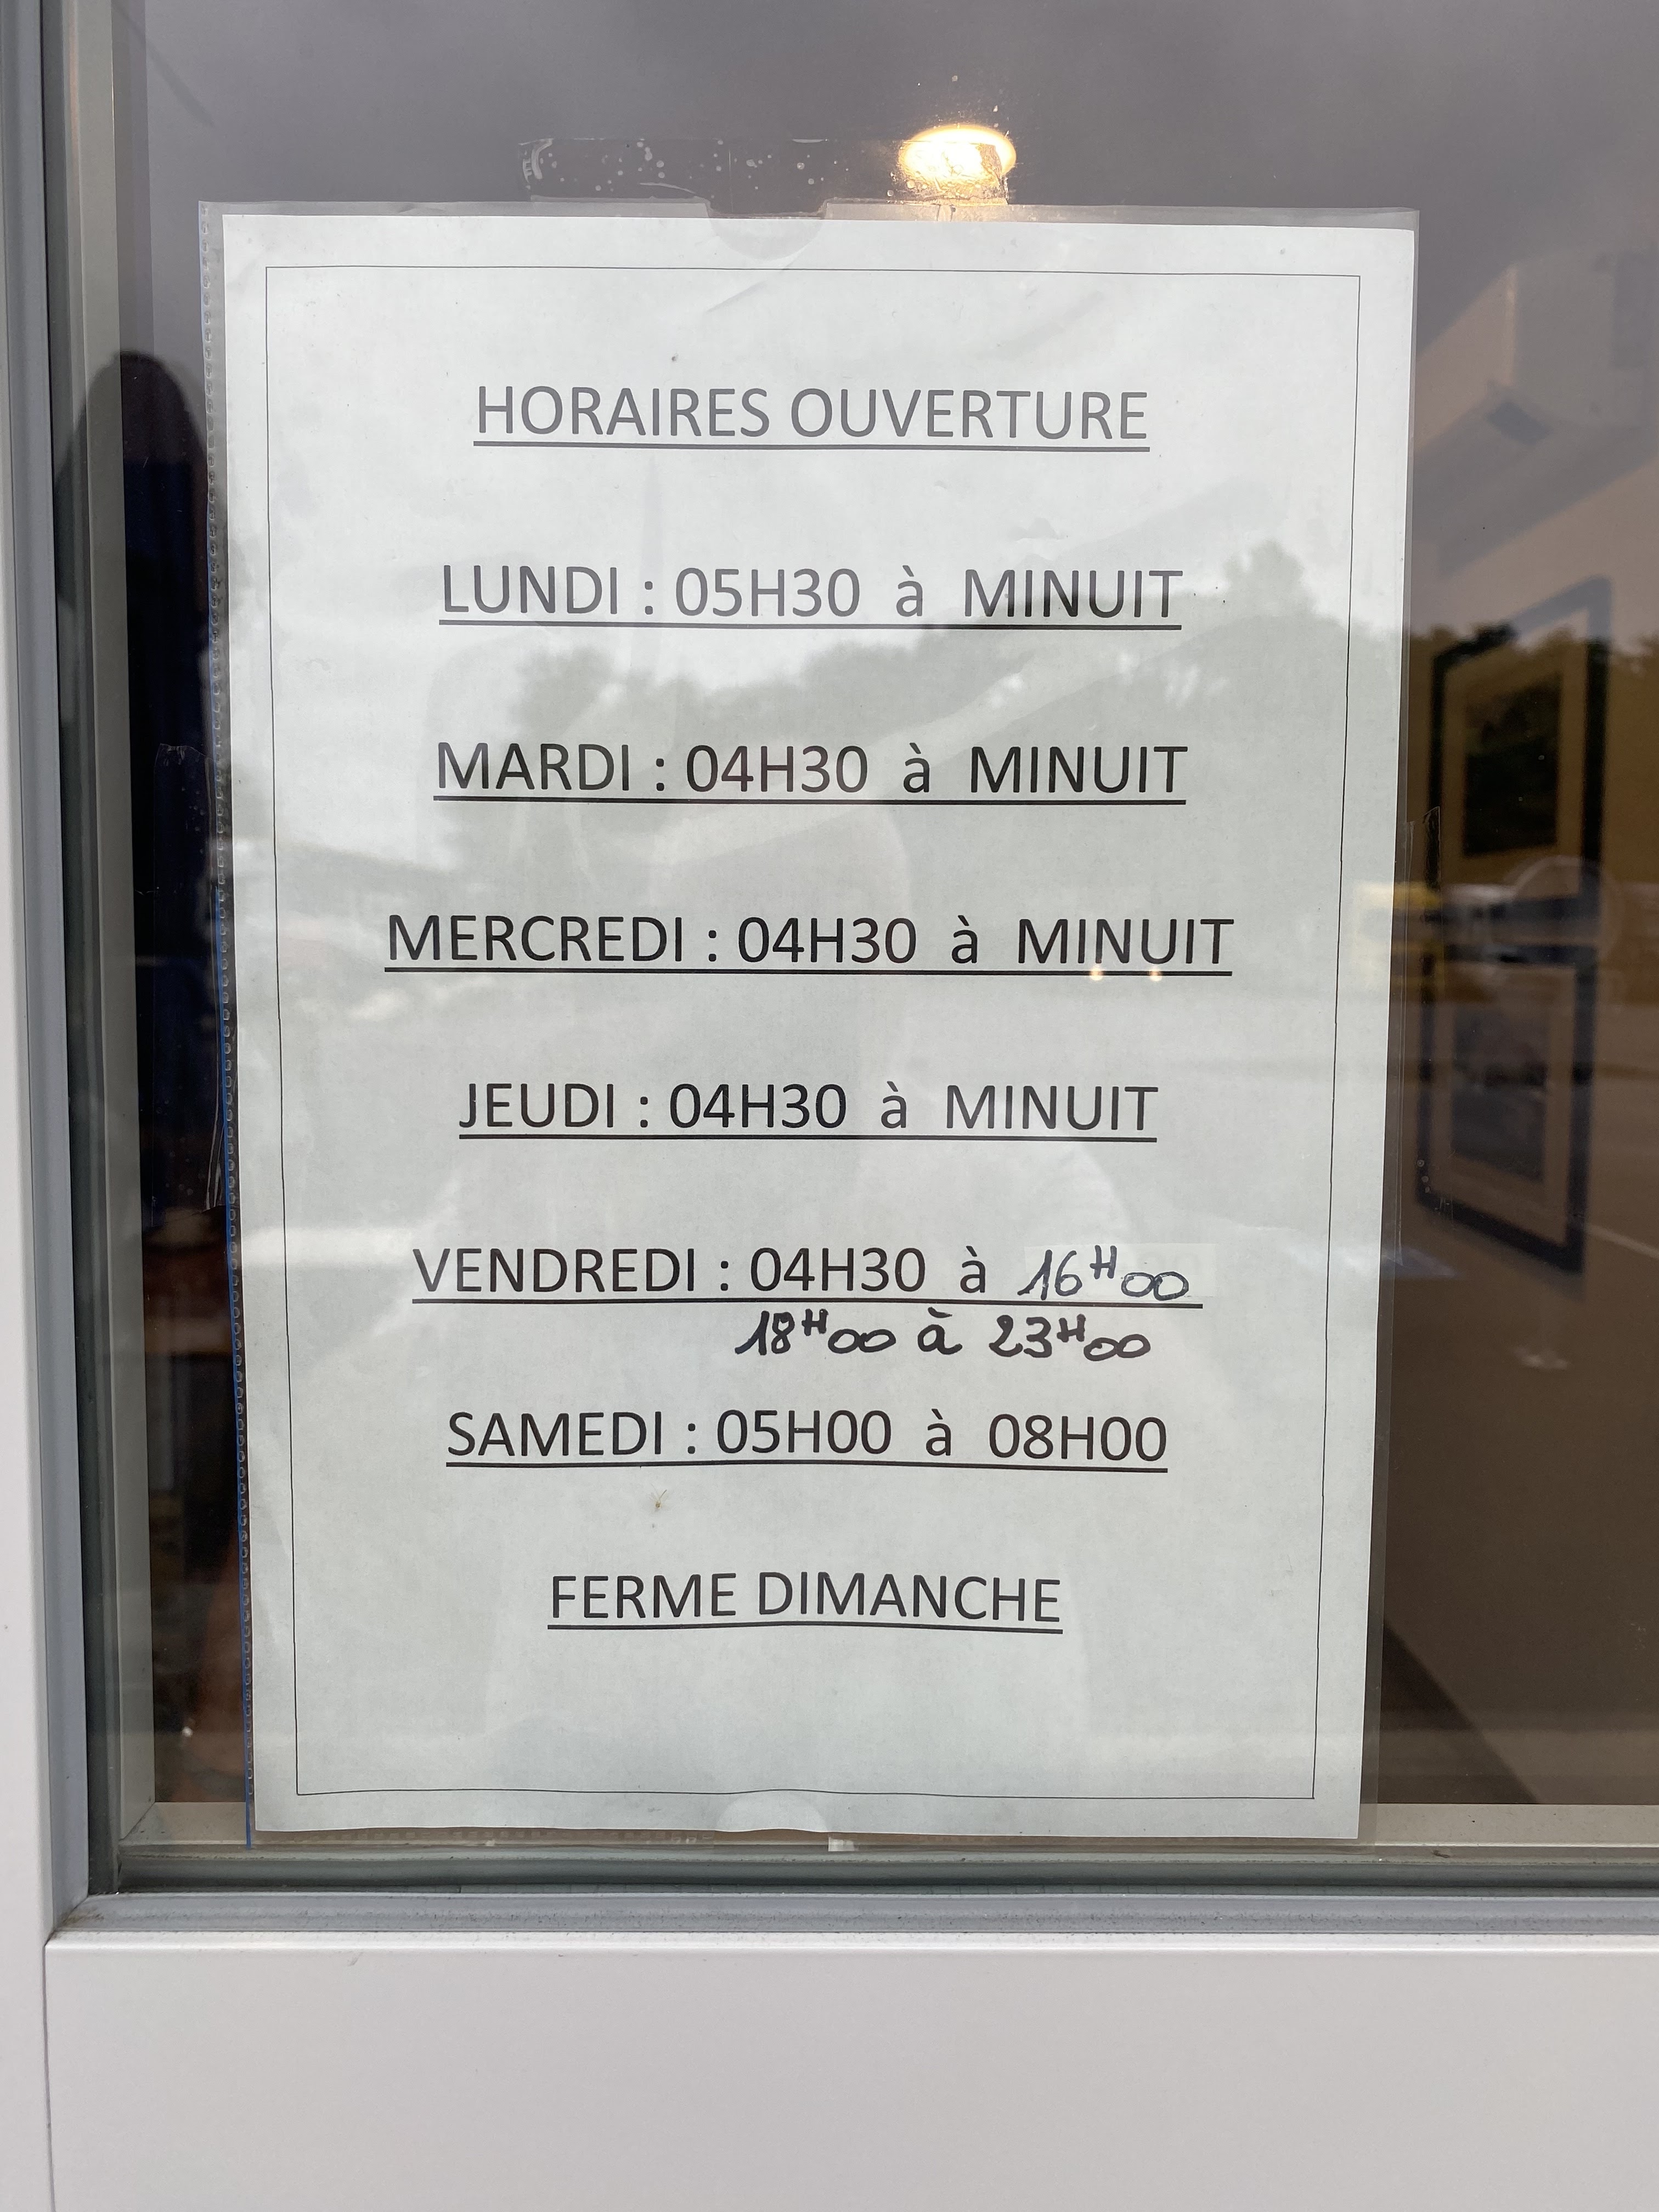 HORAIRES OUVERTURE
LUNDI : 05H30 à MINUIT
MARDI : 04H30 à MINUIT
MERCREDI : 04H30 à MINUIT
JEUDI : 04H30 à MINUIT
VENDREDI : 04H30 à 16H00
18H00 à 23H00
SAMEDI : 05H00 à 08H00
FERME DIMANCHE